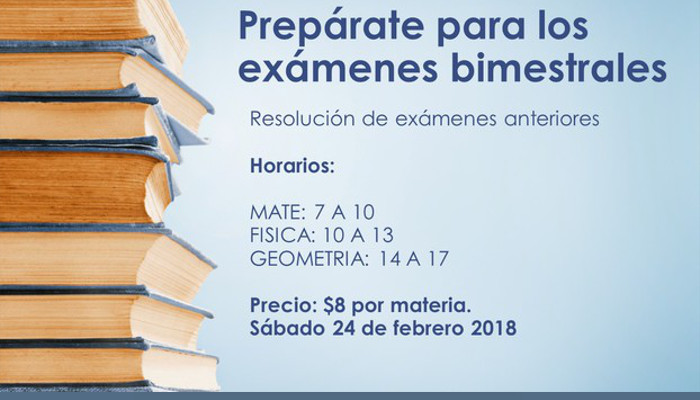 Prepárate para los
exámenes bimestrales
Resolución de exámenes anteriores
Horarios:
MATE: 7 A 10
FISICA: 10 A 13
GEOMETRIA: 14 A 17
Precio: $8 por materia.
Sábado 24 de febrero 2018